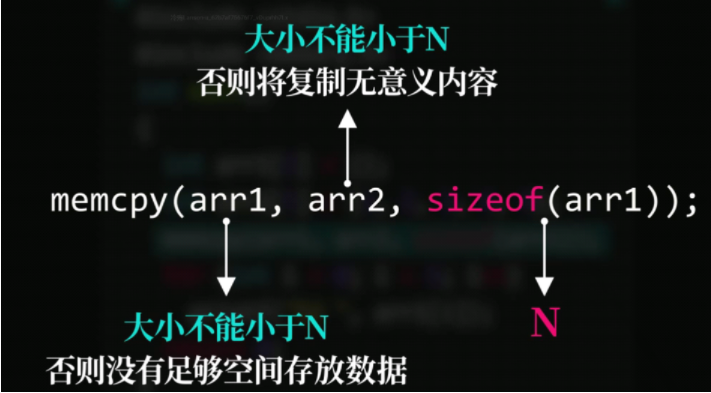 大小不能小于N
否则将复制无意义内容
memcpy(arr1, arr2, sizeof(arr1));
大小不能小于N
N
否则没有足够空间存放数据